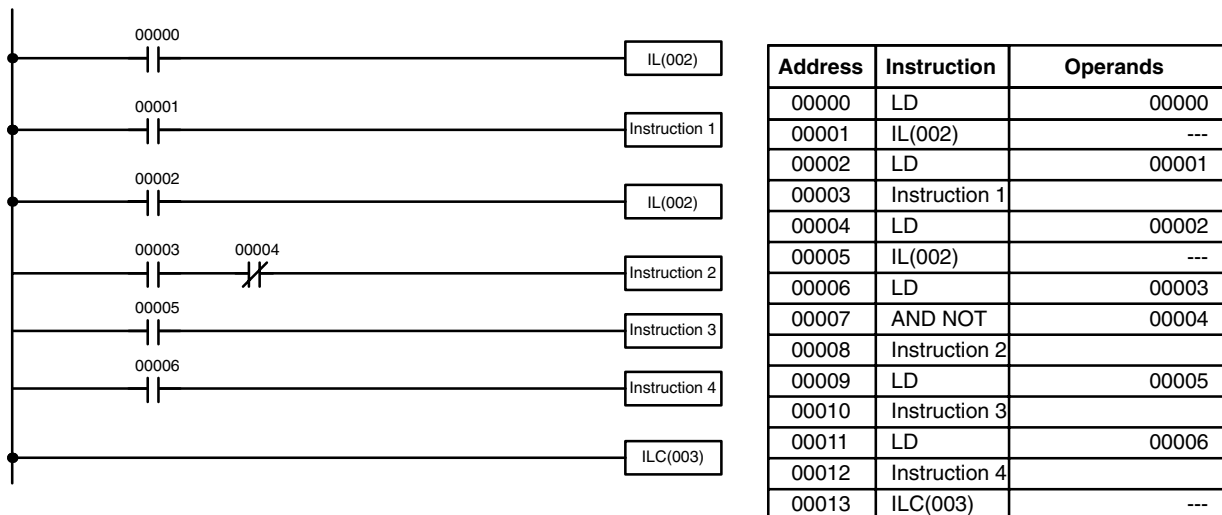 00000
IL(002)
00001
Instruction 1
00002
IL(002)
00003 00004
Instruction 2
00005
Instruction 3
00006
Instruction 4
ILC(003)
Address Instruction Operands
00000 LD 00000
00001 IL(002) ---
00002 LD 00001
00003 Instruction 1
00004 LD 00002
00005 IL(002) ---
00006 LD 00003
00007 AND NOT 00004
00008 Instruction 2
00009 LD 00005
00010 Instruction 3
00011 LD 00006
00012 Instruction 4
00013 ILC(003) ---